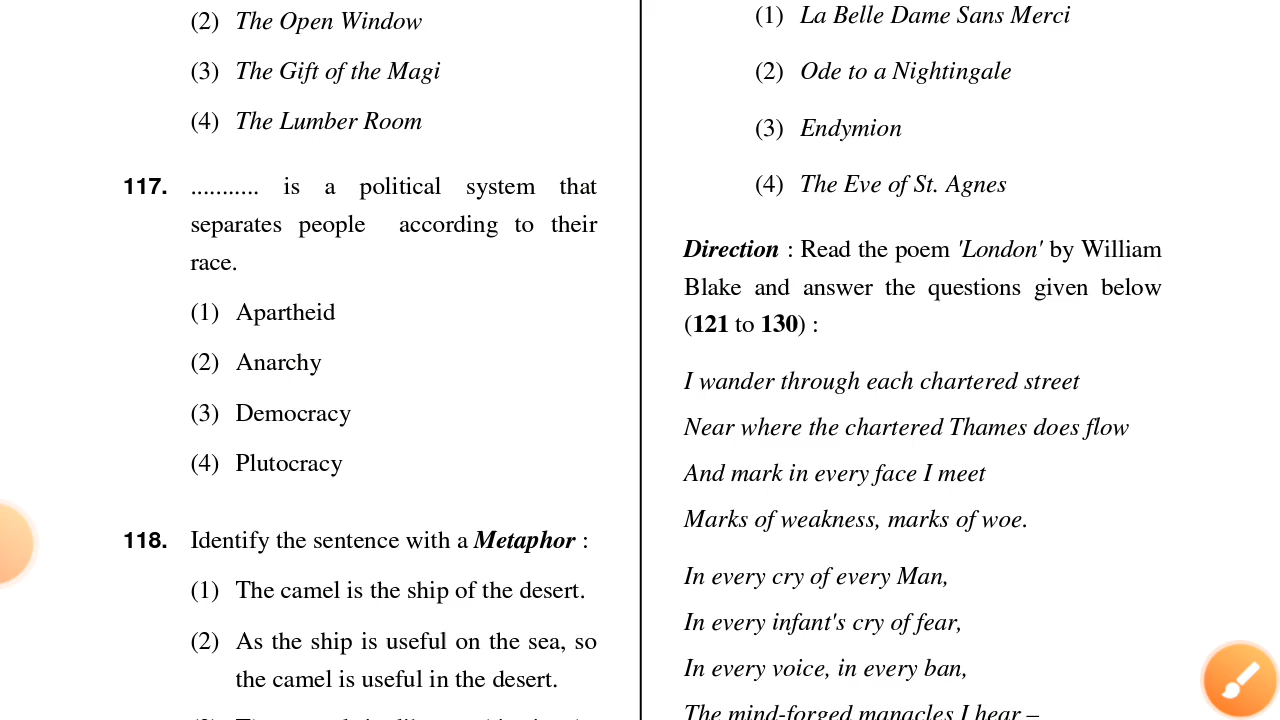 (2) The Open Window
(3) The Gift of the Magi
(4) The Lumber Room
117. ........... is a political system that
separates people according to their
race.
(1) Apartheid
(2) Anarchy
(3) Democracy
(4) Plutocracy
118. Identify the sentence with a Metaphor :
(1) The camel is the ship of the desert.
(2) As the ship is useful on the sea, so
the camel is useful in the desert.
(1) La Belle Dame Sans Merci
(2) Ode to a Nightingale
(3) Endymion
(4) The Eve of St. Agnes
Direction : Read the poem 'London' by William
Blake and answer the questions given below
(121 to 130) :
I wander through each chartered street
Near where the chartered Thames does flow
And mark in every face I meet
Marks of weakness, marks of woe.
In every cry of every Man,
In every infant's cry of fear,
In every voice, in every ban,
The mind-forged manacles I hear –